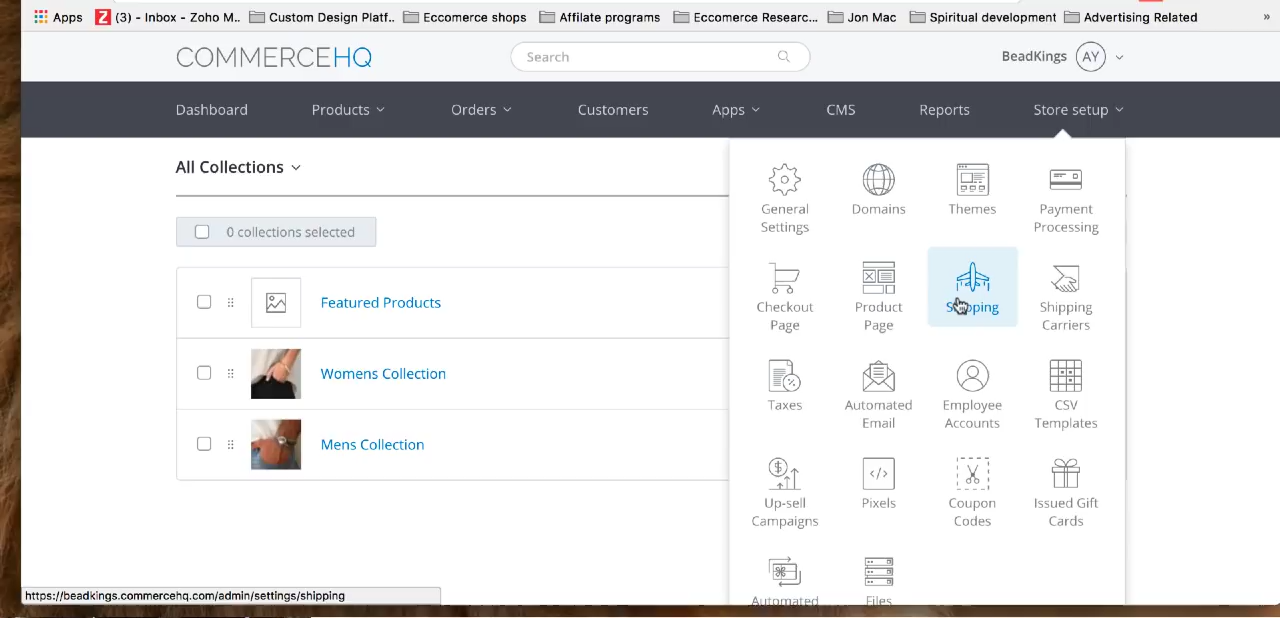 Apps
Z
(3) - Inbox - Zoho M..
Custom Design Platf..
Eccomerce shops
Affilate programs
Eccomerce Researc...
Jon Mac
Spiritual development
Advertising Related
»
COMMERCEHQ
Search
BeadKings
AY
Dashboard
Products
Orders
Customers
Apps
CMS
Reports
Store setup
All Collections
0 collections selected
Featured Products
Womens Collection
Mens Collection
General
Settings
Domains
Themes
Payment
Processing
Checkout
Page
Product
Page
Shipping
Shipping
Carriers
Taxes
Automated
Email
Employee
Accounts
CSV
Templates
Up-sell
Campaigns
Pixels
Coupon
Codes
Issued Gift
Cards
Automated
Files
https://beadkings.commercehq.com/admin/settings/shipping